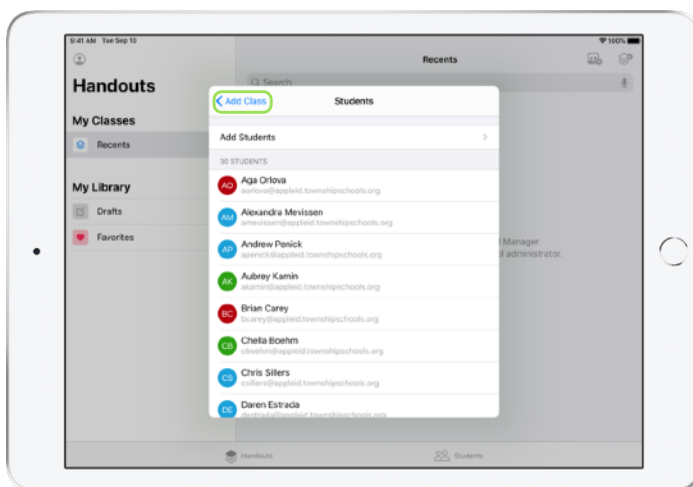 9:41 AM Tue Sep 10
100%
Handouts
Recents
Search
My Classes
Recents
My Library
Drafts
Favorites
Add Class
Students
Add Students
30 STUDENTS
AO
Aga Orlova
aorlova@appleid.townshipschools.org
AM
Alexandra Mevissen
amevissen@appleid.townshipschools.org
AP
Andrew Penick
apenick@appleid.townshipschools.org
AK
Aubrey Kamin
akamin@appleid.townshipschools.org
BC
Brian Carey
bcarey@appleid.townshipschools.org
CB
Chella Boehm
cboehm@appleid.townshipschools.org
CS
Chris Sillers
csillers@appleid.townshipschools.org
DE
Daren Estrada
destrada@appleid.townshipschools.org
Manager.
administrator.
Handouts
Students